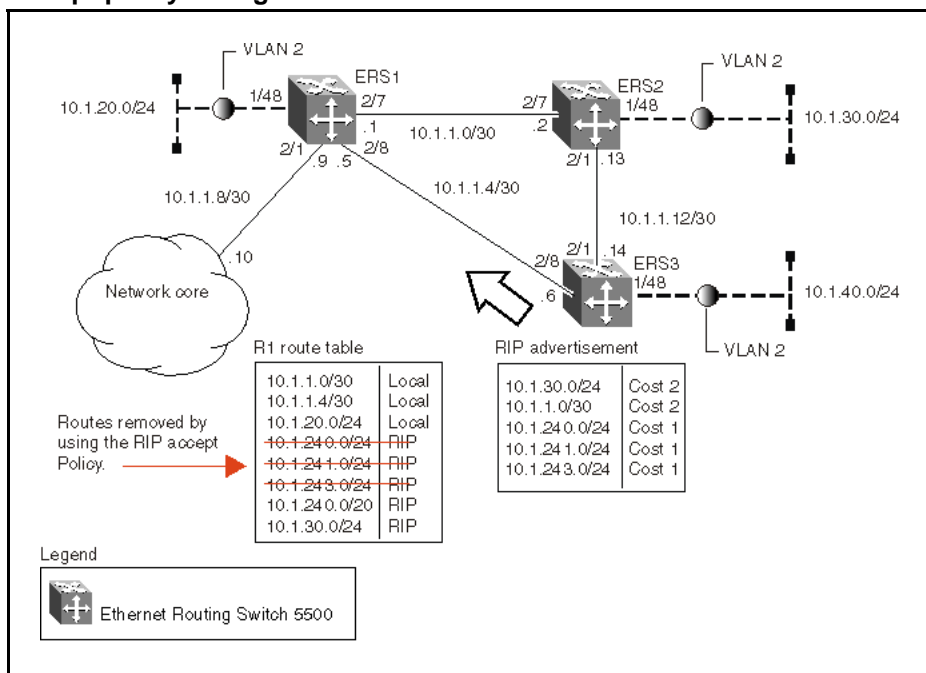 VLAN 2
ERS1
1/48
2/7
10.1.20.0/24
.1
2/1
.9
.5
2/8
10.1.1.0/30
2/7
.2
ERS2
1/48
VLAN 2
10.1.30.0/24
2/1
.13
10.1.1.4/30
10.1.1.8/30
10.1.1.12/30
.10
Network core
2/8
2/1
.14
ERS3
1/48
.6
10.1.40.0/24
VLAN 2
R1 route table
10.1.1.0/30 Local
10.1.1.4/30 Local
10.1.20.0/24 Local
10.1.240.0/24 RIP
10.1.241.0/24 RIP
10.1.243.0/24 RIP
10.1.240.0/20 RIP
10.1.30.0/24 RIP
RIP advertisement
10.1.30.0/24 Cost 2
10.1.1.0/30 Cost 2
10.1.240.0/24 Cost 1
10.1.241.0/24 Cost 1
10.1.243.0/24 Cost 1
Routes removed by
using the RIP accept
Policy.
Legend
Ethernet Routing Switch 5500